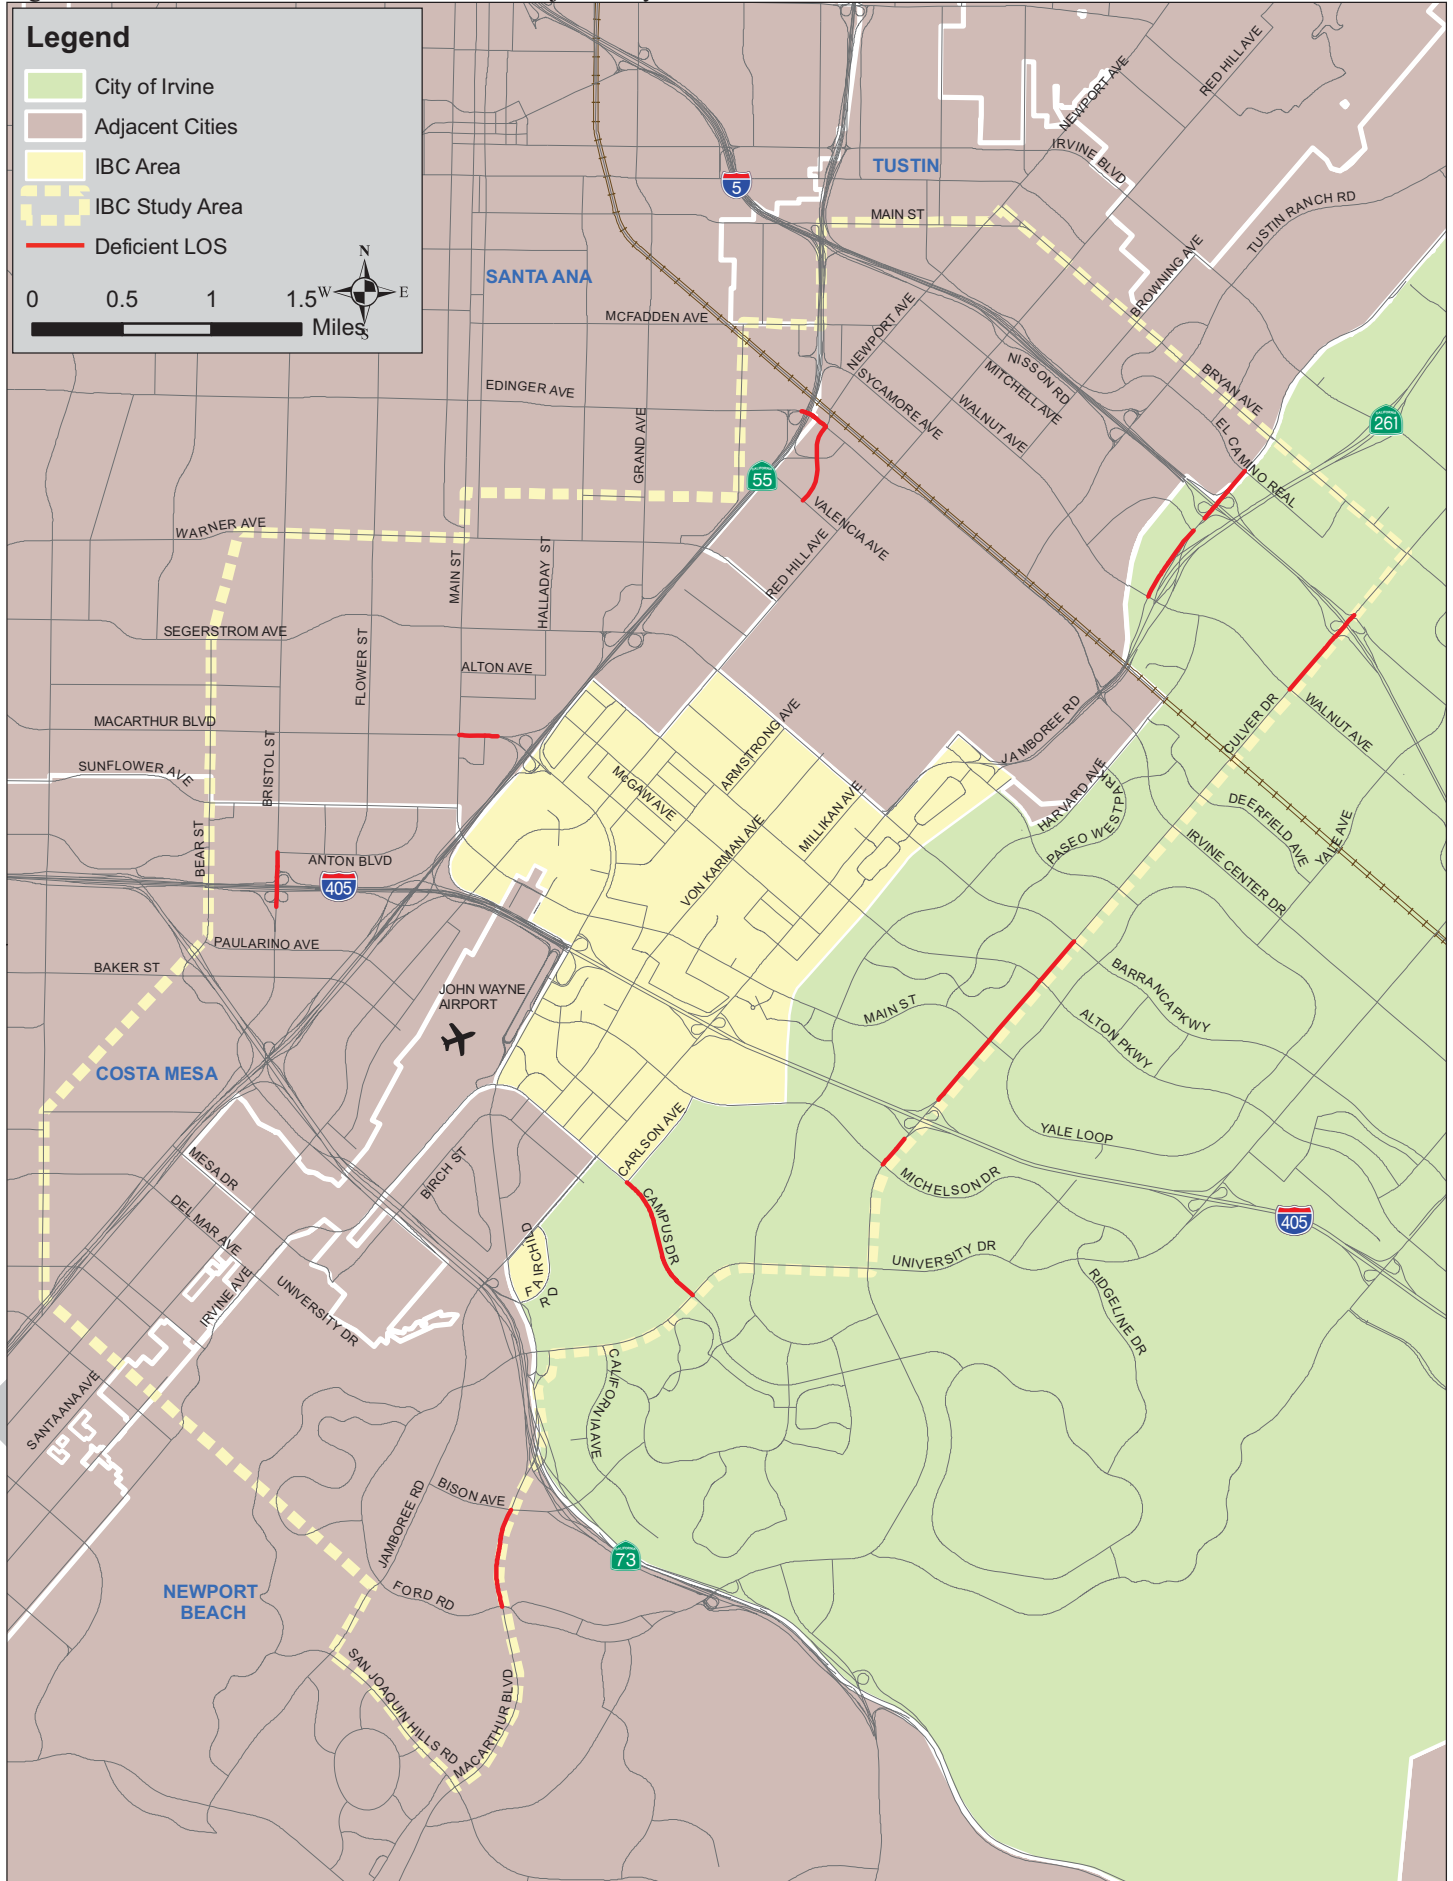 Legend
City of Irvine
Adjacent Cities
IBC Area
IBC Study Area
Deficient LOS
0 0.5 1 1.5
Miles
N
W E
S
RED HILL AVE
NEWPORT AVE
IRVINE BLVD
TUSTIN
5
MAIN ST
TUSTIN RANCH RD
BROWNING AVE
SANTA ANA
MCFADDEN AVE
NEWPORT AVE
NISSON RD
MITCHELL AVE
SYCAMORE AVE
WALNUT AVE
BRYAN AVE
EL CAMINO REAL
CALIFORNIA
261
EDINGER AVE
GRAND AVE
CALIFORNIA
55
VALENCIA AVE
RED HILL AVE
WARNER AVE
MAIN ST
HALLADAY ST
SEGERSTROM AVE
FLOWER ST
ALTON AVE
MACARTHUR BLVD
SUNFLOWER AVE
BRISTOL ST
BEAR ST
ANTON BLVD
405
PAULARINO AVE
BAKER ST
JOHN WAYNE
AIRPORT
McGAW AVE
ARMSTRONG AVE
VON KARMAN AVE
MILLIKAN AVE
JAMBOREE RD
HARVARD AVE
PASEO WESTPARK
CULVER DR
WALNUT AVE
DEERFIELD AVE
YALE AVE
IRVINE CENTER DR
MAIN ST
BARRANCA PKWY
ALTON PKWY
YALE LOOP
MICHELSON DR
405
UNIVERSITY DR
RIDGELINE DR
COSTA MESA
MESA DR
DEL MAR AVE
BIRCH ST
CARLSON AVE
CAMPUS DR
FAIRCHILD
RD
IRVINE AVE
UNIVERSITY DR
SANTA ANA AVE
CALIFORNIA AVE
BISON AVE
JAMBOREE RD
CALIFORNIA
73
FORD RD
NEWPORT
BEACH
SAN JOAQUIN HILLS RD
MACARTHUR BLVD